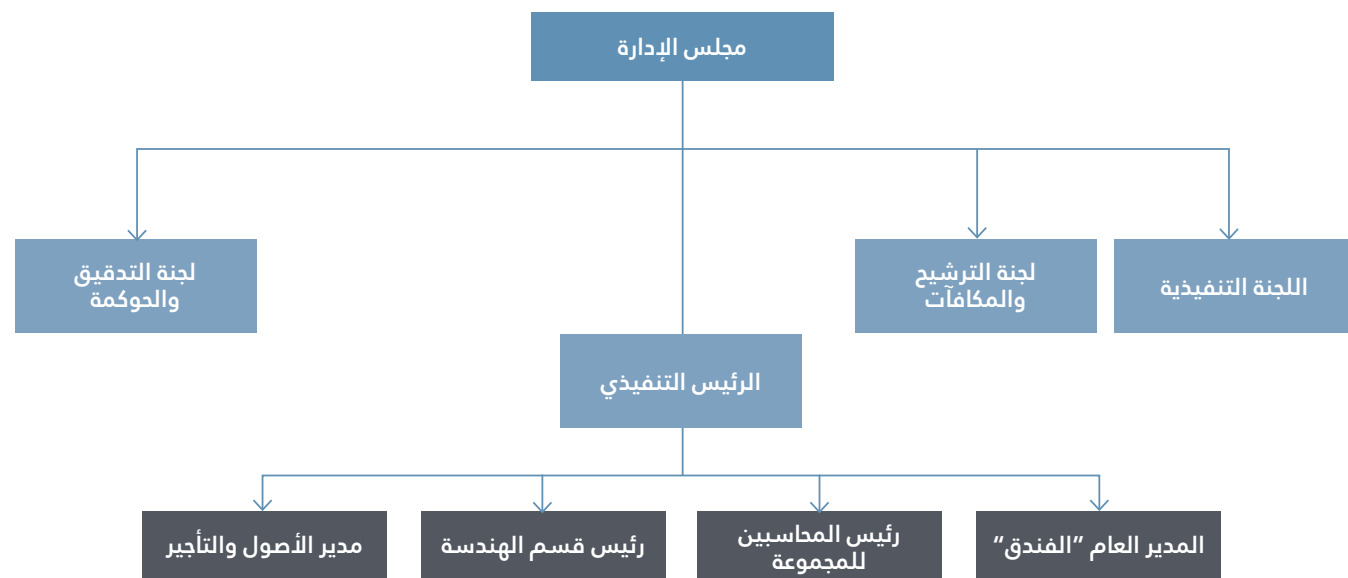 مجلس الإدارة
اللجنة التنفيذية
لجنة الترشيح
والمكافآت
لجنة التدقيق
والحوكمة
الرئيس التنفيذي
المدير العام “الفندق”
رئيس المحاسبين
للمجموعة
رئيس قسم الهندسة
مدير الأصول والتأجير